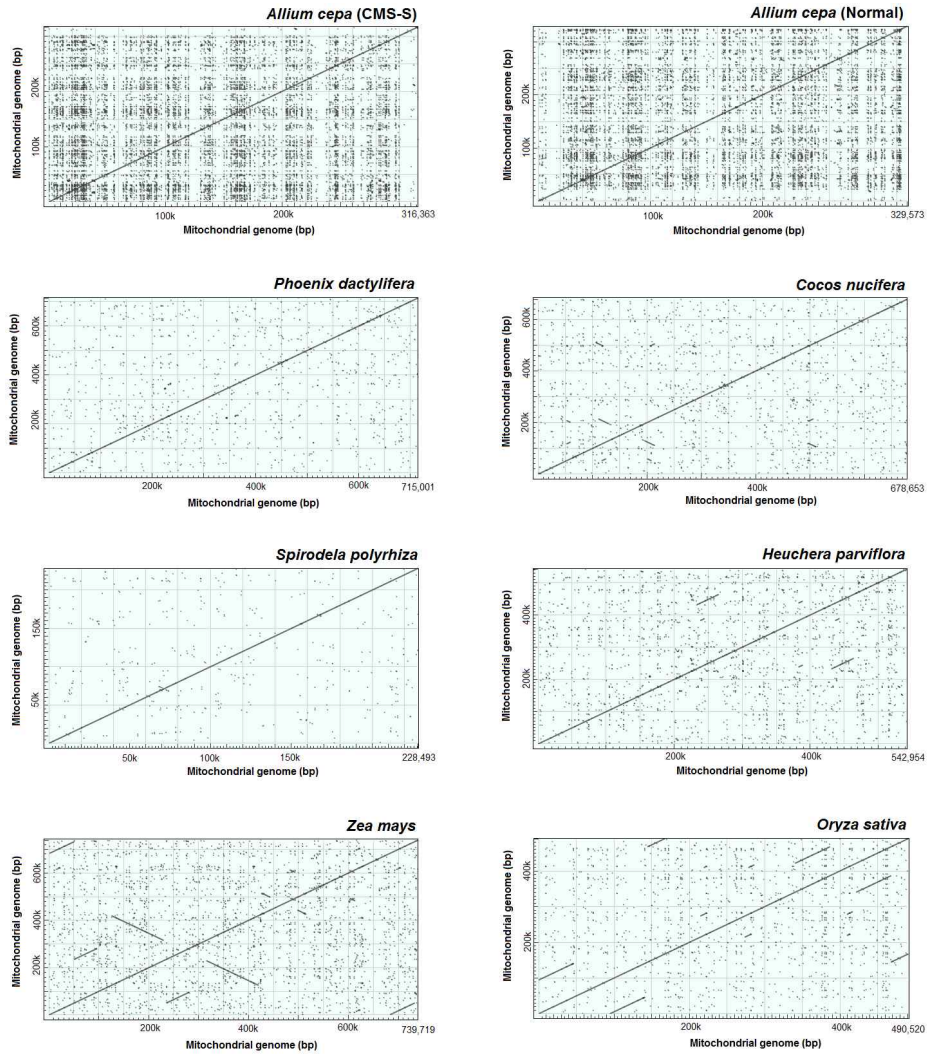 Allium cepa (CMS-S)
Mitochondrial genome (bp)
200k
100k
100k
200k
316,363
Mitochondrial genome (bp)
Allium cepa (Normal)
Mitochondrial genome (bp)
200k
100k
100k
200k
329,573
Mitochondrial genome (bp)
Phoenix dactylifera
Mitochondrial genome (bp)
600k
400k
200k
200k
400k
600k
715,001
Mitochondrial genome (bp)
Cocos nucifera
Mitochondrial genome (bp)
600k
400k
200k
200k
400k
678,653
Mitochondrial genome (bp)
Spirodela polyrhiza
Mitochondrial genome (bp)
150k
50k
50k
100k
150k
228,493
Mitochondrial genome (bp)
Heuchera parviflora
Mitochondrial genome (bp)
400k
200k
200k
400k
542,954
Mitochondrial genome (bp)
Zea mays
Mitochondrial genome (bp)
600k
400k
200k
200k
400k
600k
739,719
Mitochondrial genome (bp)
Oryza sativa
Mitochondrial genome (bp)
400k
200k
200k
400k
490,520
Mitochondrial genome (bp)